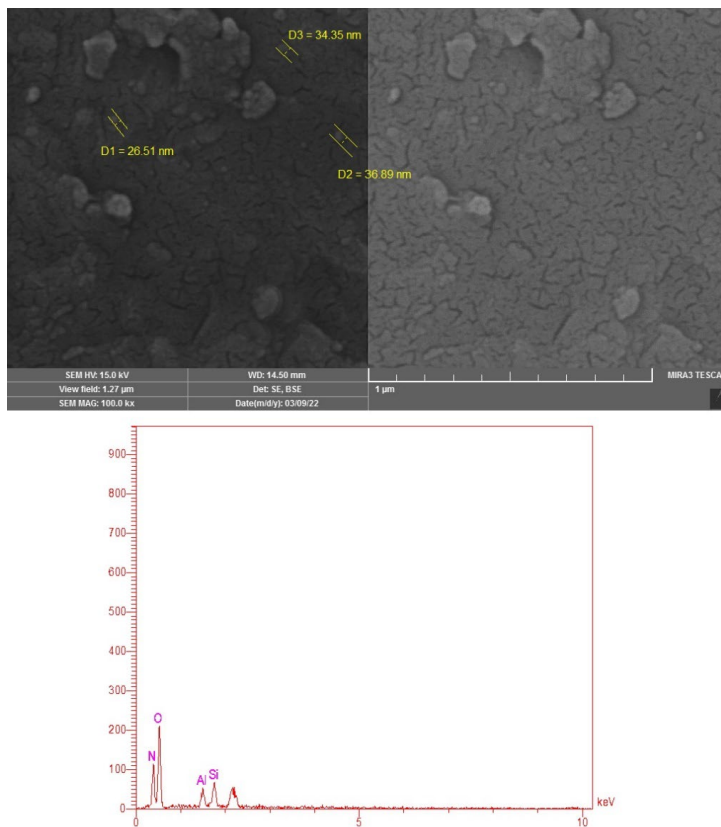 D3 = 34.35 nm
D1 = 26.51 nm
D2 = 36.89 nm
SEM HV: 15.0 kV WD: 14.50 mm MIRA3 TESCA
View field: 1.27 µm Det: SE, BSE 1 µm
SEM MAG: 100.0 kx Date(m/d/y): 03/09/22
900
800
700
600
500
400
300
200
100
0
O
N
Al Si
keV
0 5 10